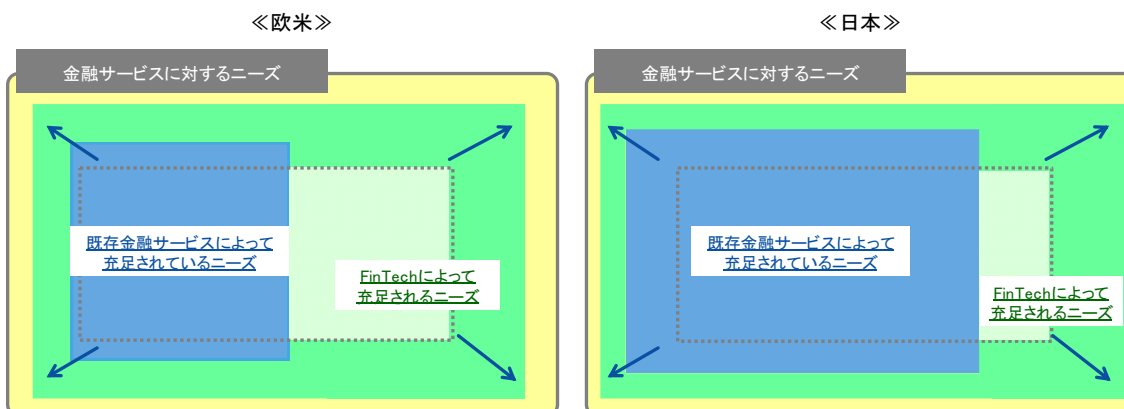 ≪欧米≫
金融サービスに対するニーズ
既存金融サービスによって
充足されているニーズ
FinTechによって
充足されるニーズ
≪日本≫
金融サービスに対するニーズ
既存金融サービスによって
充足されているニーズ
FinTechによって
充足されるニーズ